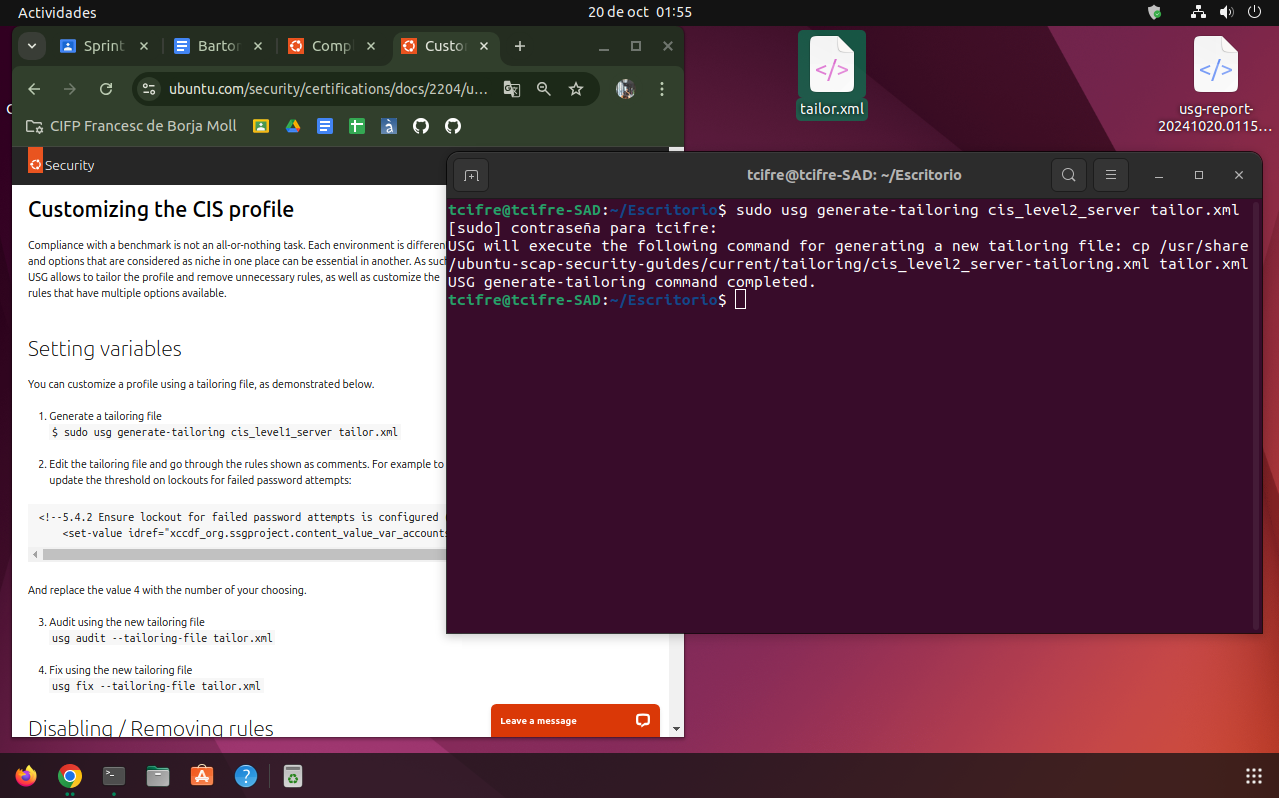 Actividades
20 de oct 01:55
Sprint
Barto
Comp
Custo
ubuntu.com/security/certifications/docs/2204/u...
CIFP Francesc de Borja Moll
Security
Customizing the CIS profile
Compliance with a benchmark is not an all-or-nothing task. Each environment is differen
and options that are considered as niche in one place can be essential in another. As suc
USG allows to tailor the profile and remove unnecessary rules, as well as customize the
rules that have multiple options available.
Setting variables
You can customize a profile using a tailoring file, as demonstrated below.
1. Generate a tailoring file
$ sudo usg generate-tailoring cis_level1_server tailor.xml
2. Edit the tailoring file and go through the rules shown as comments. For example to
update the threshold on lockouts for failed password attempts:
<!--5.4.2 Ensure lockout for failed password attempts is configured
<set-value idref="xccdf_org.ssgproject.content_value_var_accounts
And replace the value 4 with the number of your choosing.
3. Audit using the new tailoring file
usg audit --tailoring-file tailor.xml
4. Fix using the new tailoring file
usg fix --tailoring-file tailor.xml
Disabling / Removing rules
Leave a message
tailor.xml
usg-report-
20241020.0115...
tcifre@tcifre-SAD: ~/Escritorio
tcifre@tcifre-SAD:~/Escritorio$ sudo usg generate-tailoring cis_level2_server tailor.xml
[sudo] contraseña para tcifre:
USG will execute the following command for generating a new tailoring file: cp /usr/share
/ubuntu-scap-security-guides/current/tailoring/cis_level2_server-tailoring.xml tailor.xml
USG generate-tailoring command completed.
tcifre@tcifre-SAD:~/Escritorio$